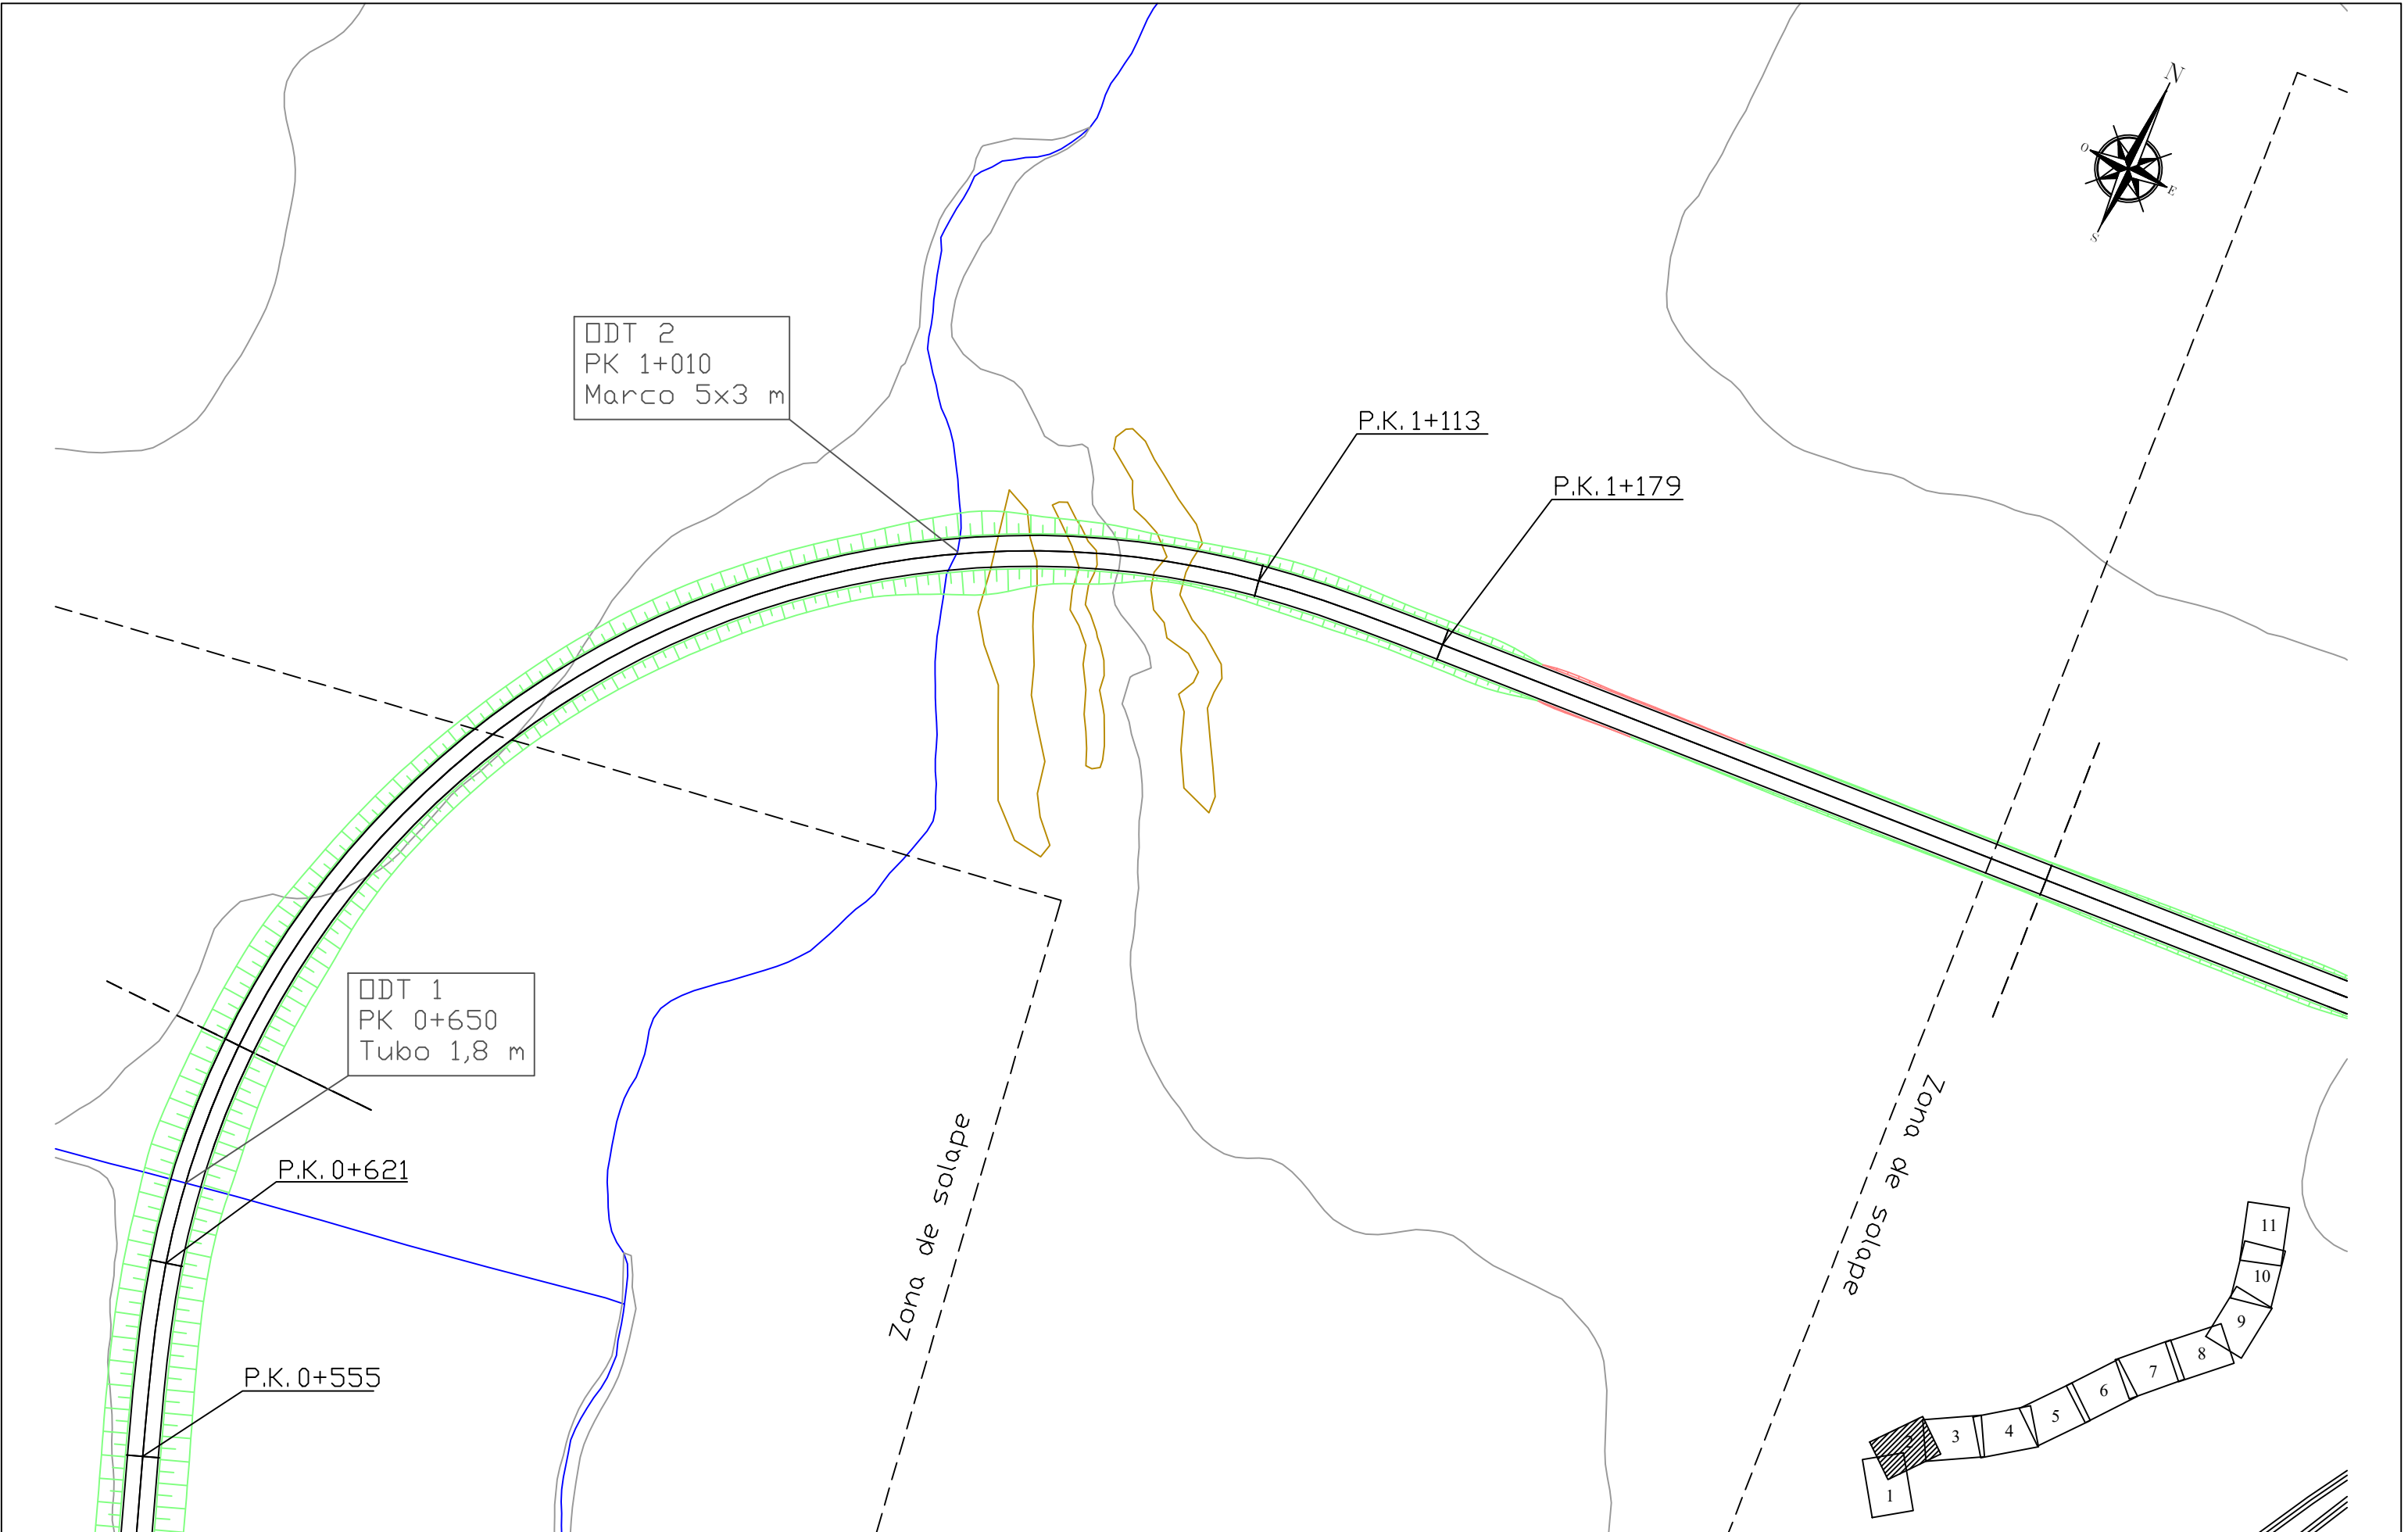 N
O
E
S
ODT 2
PK 1+010
Marco 5x3 m
P.K. 1+113
P.K. 1+179
ODT 1
PK 0+650
Tubo 1,8 m
P.K. 0+621
P.K. 0+555
Zona de solape
Zona de solape
11
10
9
8
7
6
5
4
3
2
1